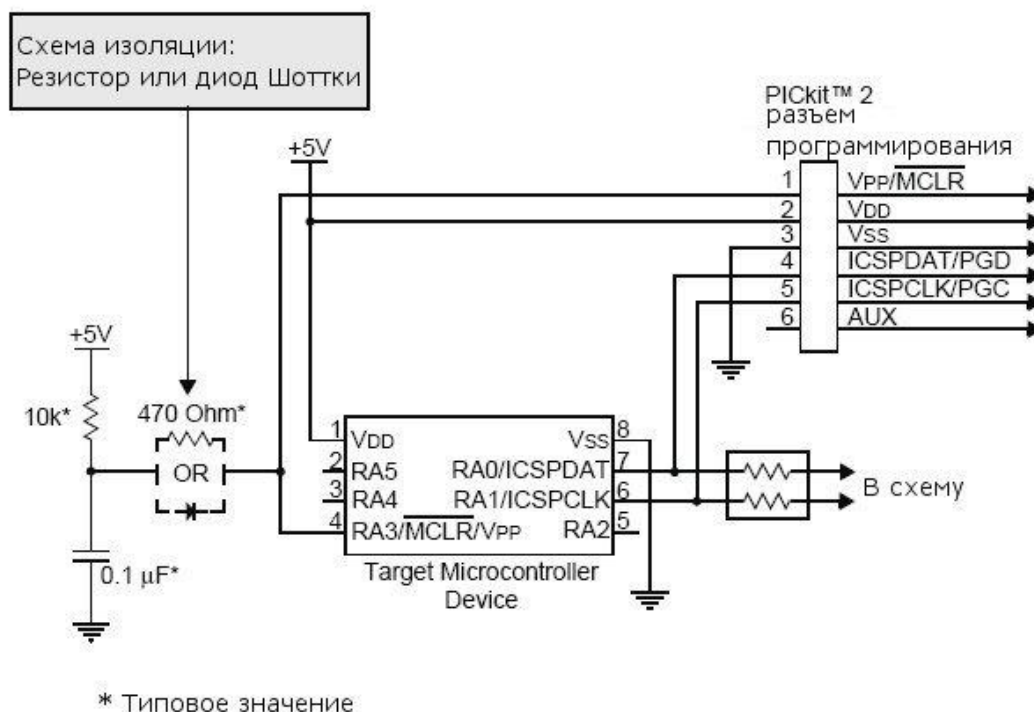 Схема изоляции:
Резистор или диод Шоттки
PICkit™ 2
разъем
программирования
+5V
1 VPP/MCLR
2 VDD
3 VSS
4 ICSPDAT/PGD
5 ICSPCLK/PGC
6 AUX
+5V
10k*
470 Ohm*
OR
0.1 µF*
1 VDD
VSS 8
2 RA5
RA0/ICSPDAT 7
3 RA4
RA1/ICSPCLK 6
4 RA3/MCLR/VPP
RA2 5
В схему
Target Microcontroller
Device
* Типовое значение